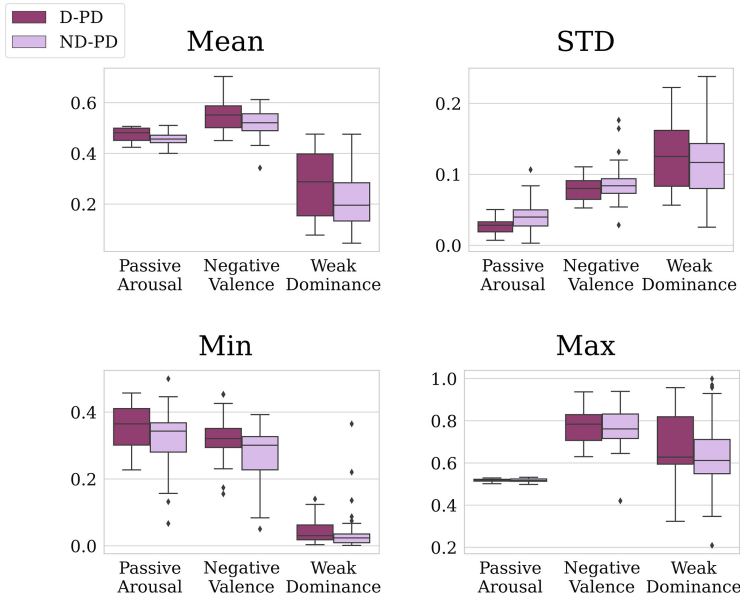 D-PD
ND-PD
Mean
0.6
0.4
0.2
Passive
Arousal
Negative
Valence
Weak
Dominance
STD
0.2
0.1
0.0
Passive
Arousal
Negative
Valence
Weak
Dominance
Min
0.4
0.2
0.0
Passive
Arousal
Negative
Valence
Weak
Dominance
Max
1.0
0.8
0.6
0.4
0.2
Passive
Arousal
Negative
Valence
Weak
Dominance